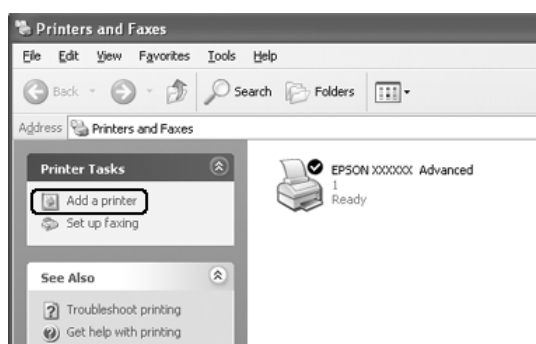 Printers and Faxes
File Edit View Favorites Tools Help
Back Search Folders
Address Printers and Faxes
Printer Tasks
Add a printer
Set up faxing
See Also
Troubleshoot printing
Get help with printing
EPSON XXXXXX Advanced
1
Ready